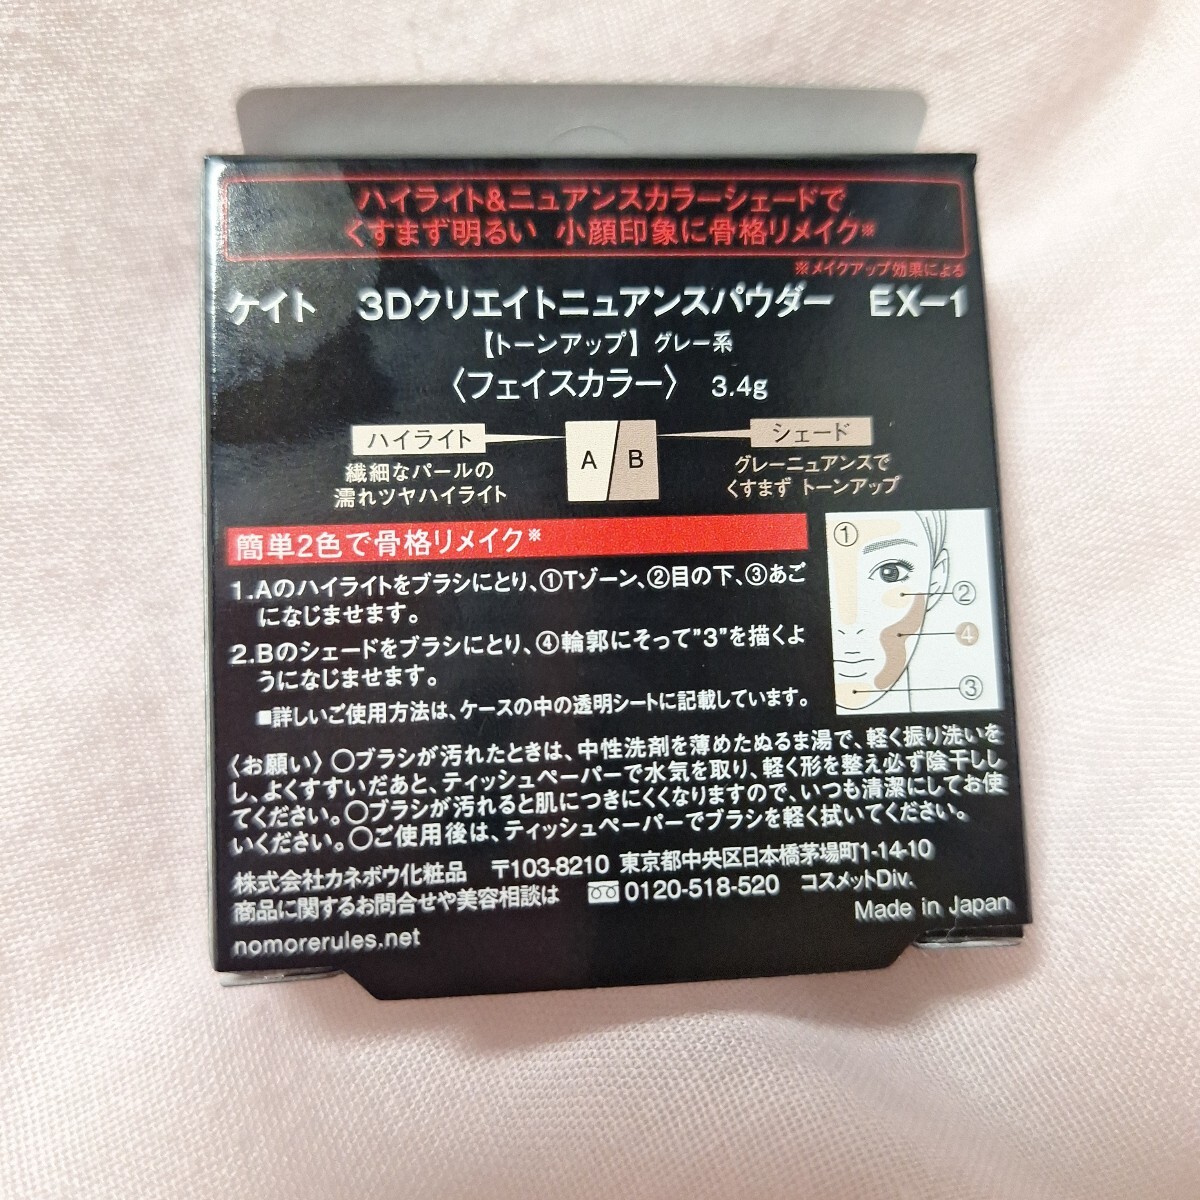 ハイライト&ニュアンスカラーシェードで
くすまず明るい 小顔印象に骨格リメイク※
※メイクアップ効果による
ケイト 3Dクリエイトニュアンスパウダー EX-1
【トーンアップ】グレー系
〈フェイスカラー〉 3.4g
ハイライト
繊細なパールの
濡れツヤハイライト
A B
シェード
グレーニュアンスで
くすまず トーンアップ
簡単2色で骨格リメイク※
1.Aのハイライトをブラシにとり、①Tゾーン、②目の下、③あご
になじませます。
2.Bのシェードをブラシにとり、④輪郭にそって"3"を描くよ
うになじませます。
■詳しいご使用方法は、ケースの中の透明シートに記載しています。
①
②
④
③
〈お願い〉○ブラシが汚れたときは、中性洗剤を薄めたぬるま湯で、軽く振り洗いを
し、よくすすいだあと、ティッシュペーパーで水気を取り、軽く形を整え必ず陰干しし
てください。○ブラシが汚れると肌につきにくくなりますので、いつも清潔にしてお使
いください。○ご使用後は、ティッシュペーパーでブラシを軽く拭いてください。
株式会社カネボウ化粧品 〒103-8210 東京都中央区日本橋茅場町1-14-10
商品に関するお問合せや美容相談は 0120-518-520 コスメットDiv.
Made in Japan
nomorerules.net